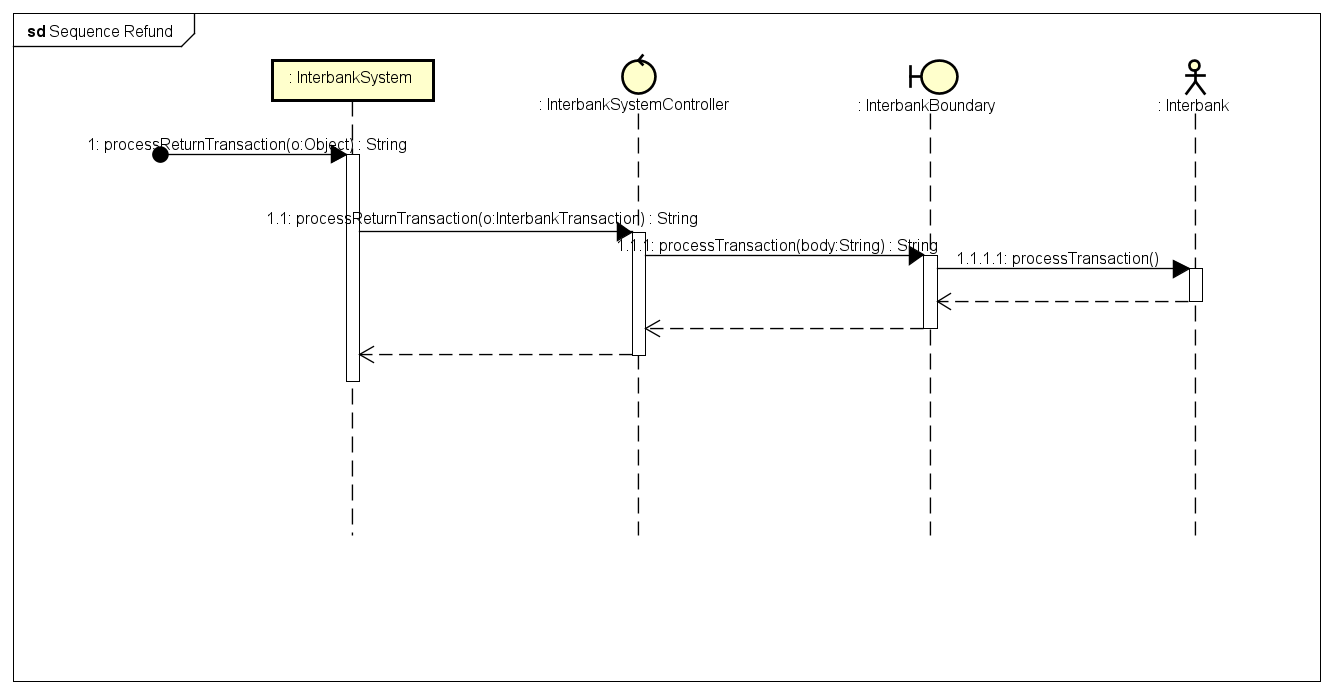 sd Sequence Refund
: InterbankSystem
: InterbankSystemController
: InterbankBoundary
: Interbank
1: processReturnTransaction(o:Object) : String
1.1: processReturnTransaction(o:InterbankTransaction) : String
1.1.1: processTransaction(body:String) : String
1.1.1.1: processTransaction()